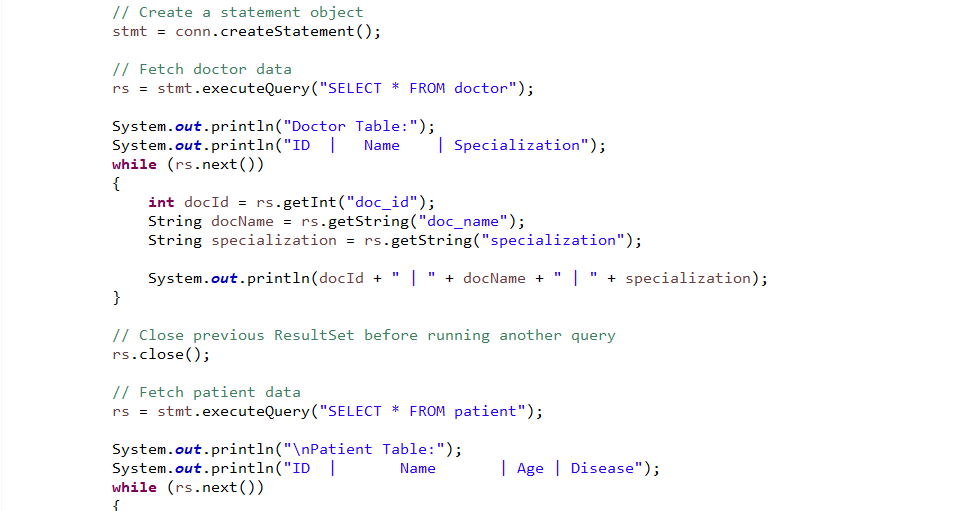 // Create a statement object
stmt = conn.createStatement();
// Fetch doctor data
rs = stmt.executeQuery("SELECT * FROM doctor");
System.out.println("Doctor Table:");
System.out.println("ID  |   Name    | Specialization");
while (rs.next())
{
    int docId = rs.getInt("doc_id");
    String docName = rs.getString("doc_name");
    String specialization = rs.getString("specialization");
    System.out.println(docId + " | " + docName + " | " + specialization);
}
// Close previous ResultSet before running another query
rs.close();
// Fetch patient data
rs = stmt.executeQuery("SELECT * FROM patient");
System.out.println("\nPatient Table:");
System.out.println("ID  |       Name       | Age | Disease");
while (rs.next())
{